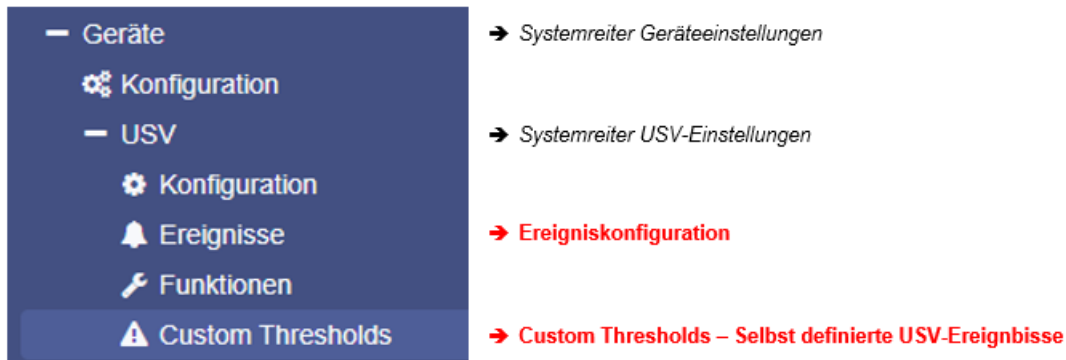 Geräte → Systemreiter Geräteeinstellungen
Konfiguration
USV → Systemreiter USV-Einstellungen
Konfiguration
Ereignisse → Ereigniskonfiguration
Funktionen
Custom Thresholds → Custom Thresholds – Selbst definierte USV-Ereignbisse